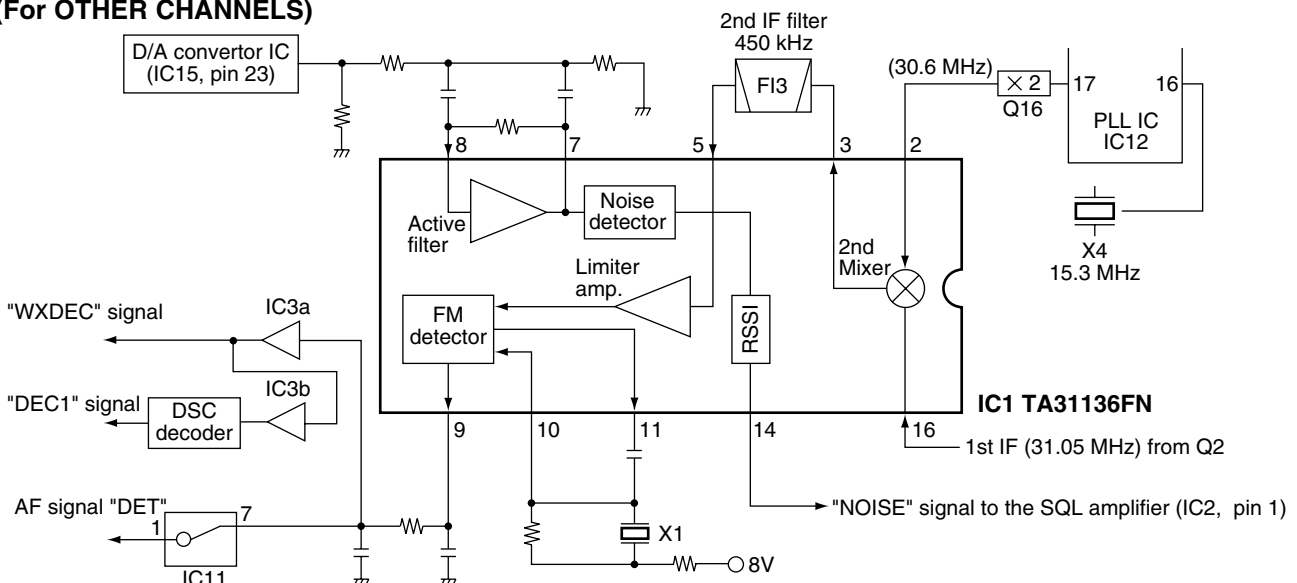 (For OTHER CHANNELS)
D/A convertor IC
(IC15, pin 23)
2nd IF filter
450 kHz
FI3
(30.6 MHz)
× 2
Q16
17
16
PLL IC
IC12
X4
15.3 MHz
8
7
5
3
2
Active
filter
Noise
detector
2nd
Mixer
Limiter
amp.
FM
detector
RSSI
"WXDEC" signal
IC3a
"DEC1" signal
DSC
decoder
IC3b
IC1 TA31136FN
9
10
11
14
16
1st IF (31.05 MHz) from Q2
AF signal "DET"
1
7
IC11
X1
8V
"NOISE" signal to the SQL amplifier (IC2, pin 1)